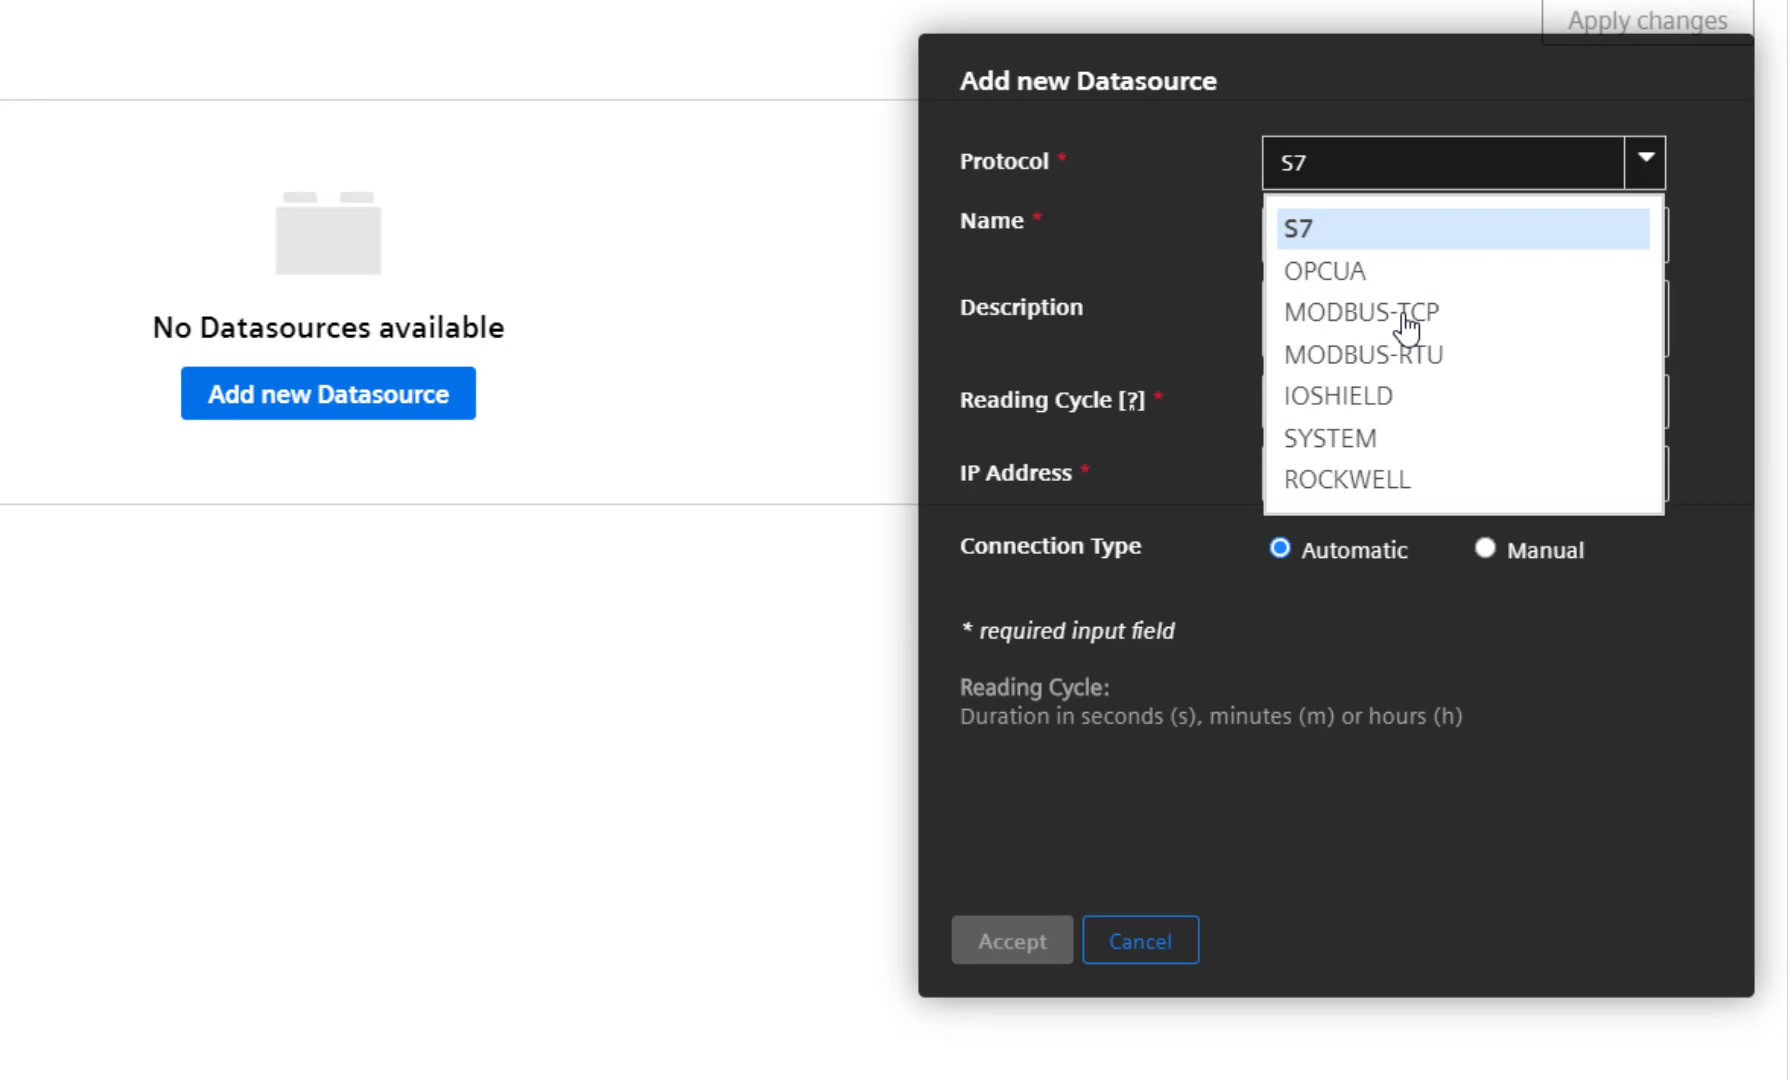 Apply changes
Add new Datasource
Protocol *
S7
Name *
S7
OPCUA
MODBUS-TCP
MODBUS-RTU
IOSHIELD
SYSTEM
ROCKWELL
Description
Reading Cycle [?] *
IP Address *
Connection Type
Automatic
Manual
* required input field
Reading Cycle:
Duration in seconds (s), minutes (m) or hours (h)
Accept
Cancel
No Datasources available
Add new Datasource